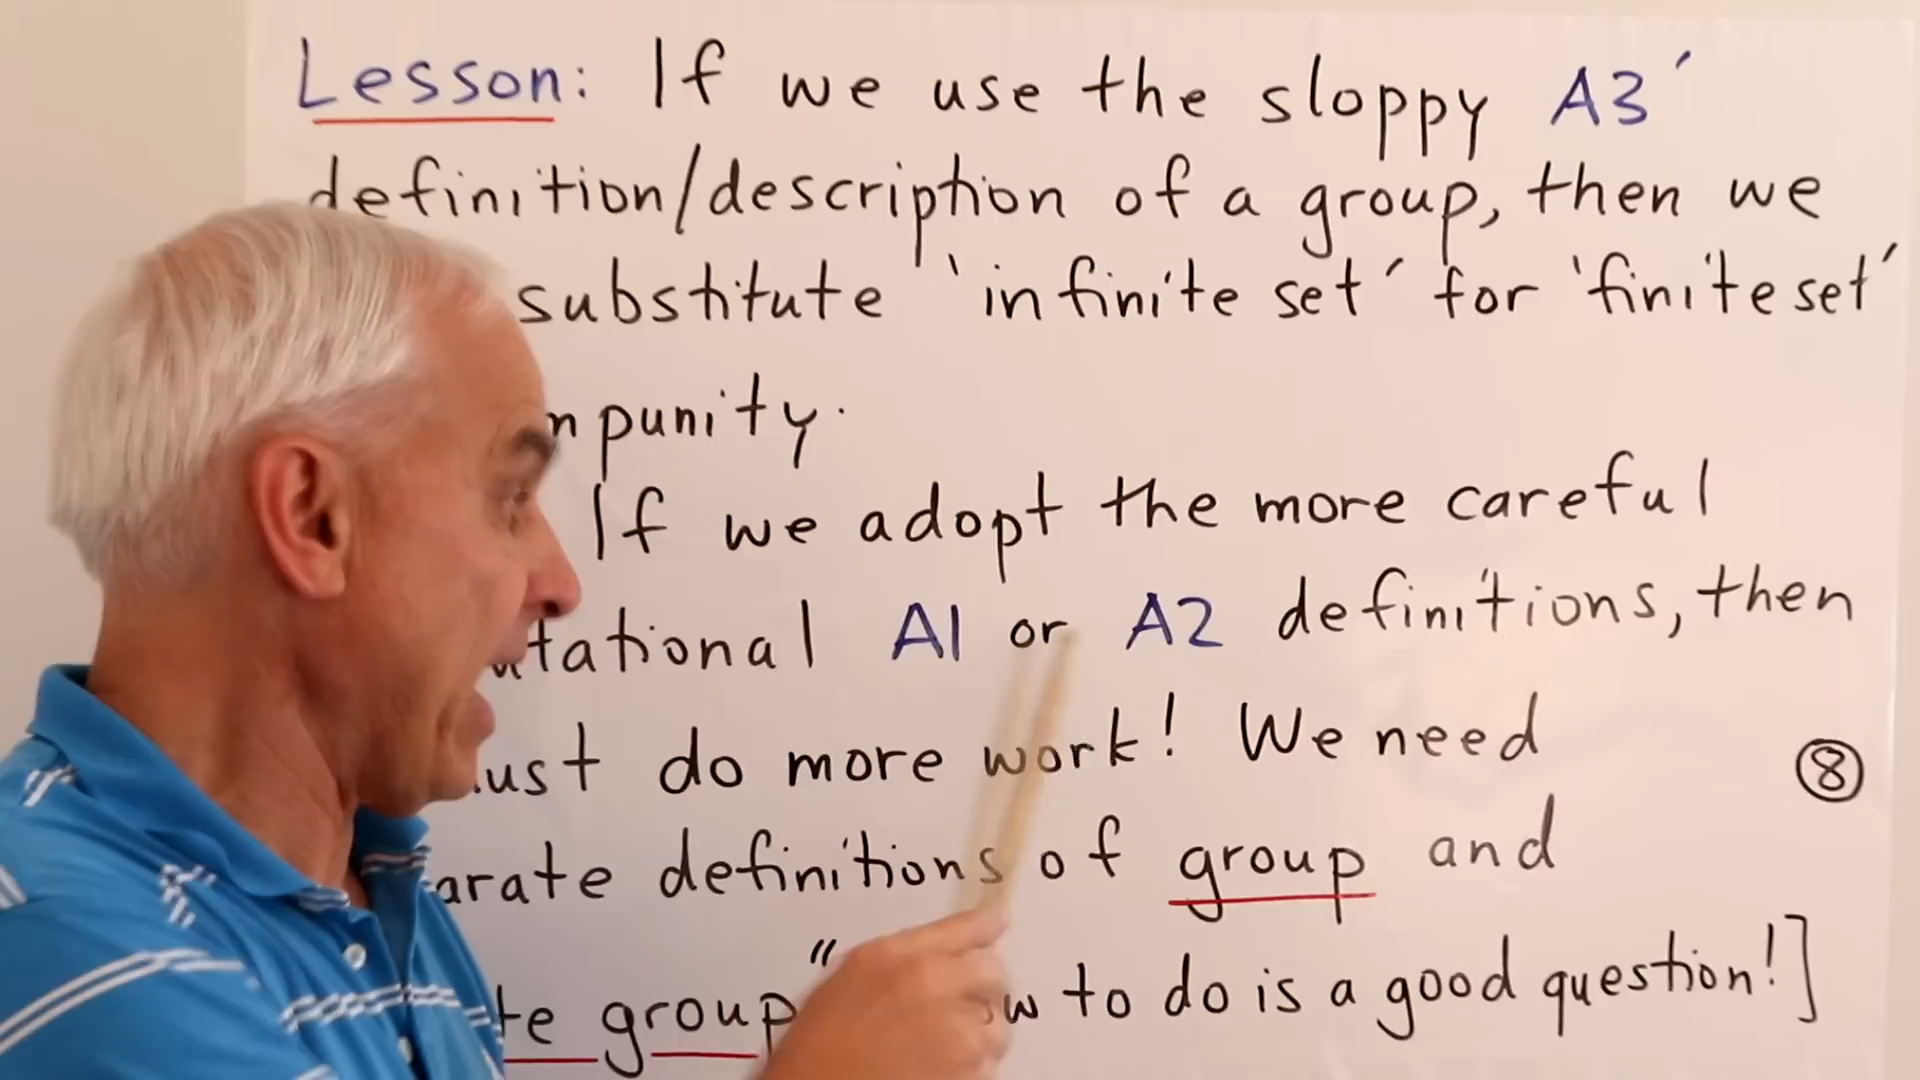 Lesson: If we use the sloppy A3´
definition/description of a group, then we
substitute 'infinite set' for 'finite set'
mpunity.
If we adopt the more careful
tational A1 or A2 definitions, then
ust do more work! We need
arate definitions of group and
te group" w to do is a good question!]
8